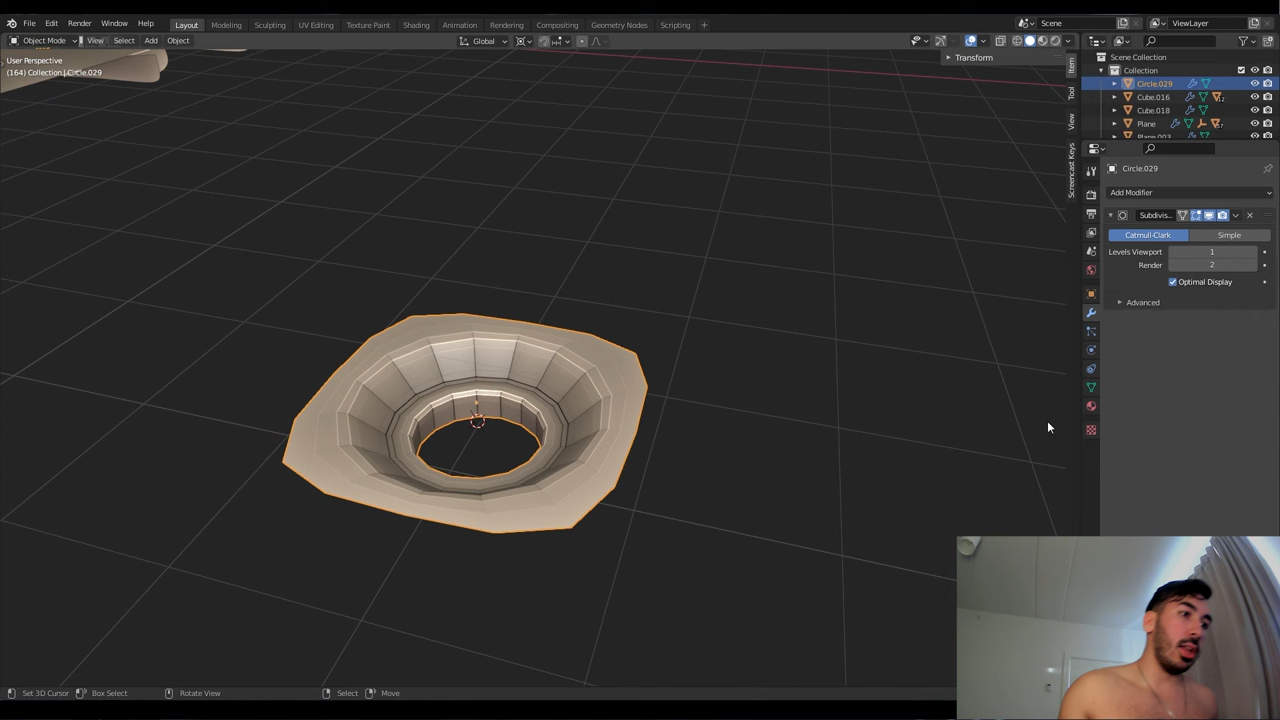 File Edit Render Window Help Layout Modeling Sculpting UV Editing Texture Paint Shading Animation Rendering Compositing Geometry Nodes Scripting + Scene ViewLayer
Object Mode View Select Add Object Global
User Perspective
(164) Collection | Circle.029
Transform
Item
Tool
View
Screencast Keys
Scene Collection
Collection
Circle.029
Cube.016
Cube.018
Plane
Plane.003
Circle.029
Add Modifier
Subdivis...
Catmull-Clark Simple
Levels Viewport 1
Render 2
Optimal Display
Advanced
Set 3D Cursor Box Select Rotate View Select Move